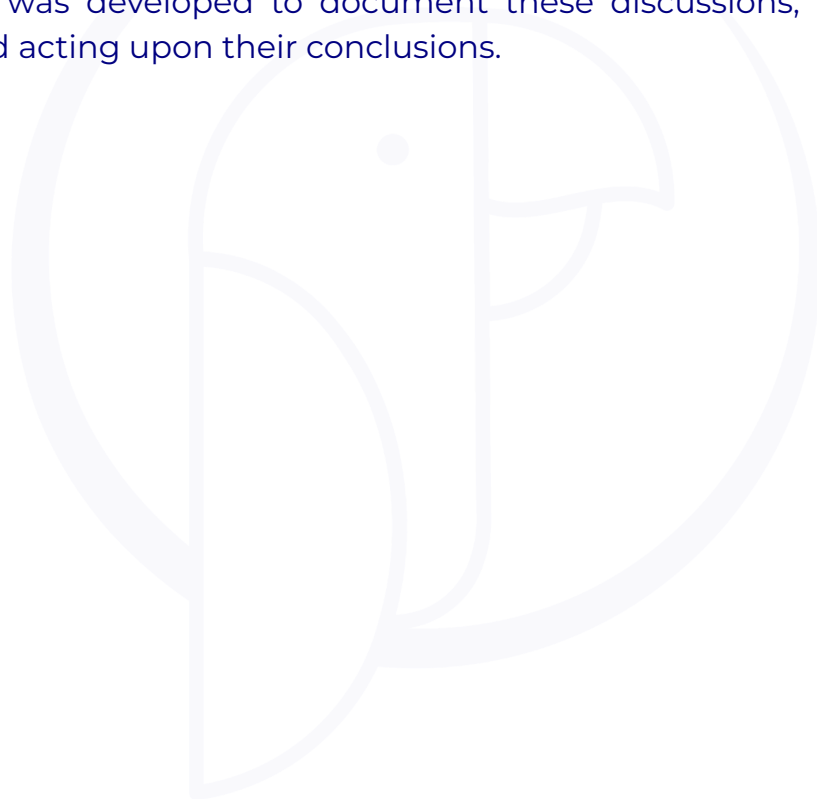 was developed to document these discussions,
acting upon their conclusions.